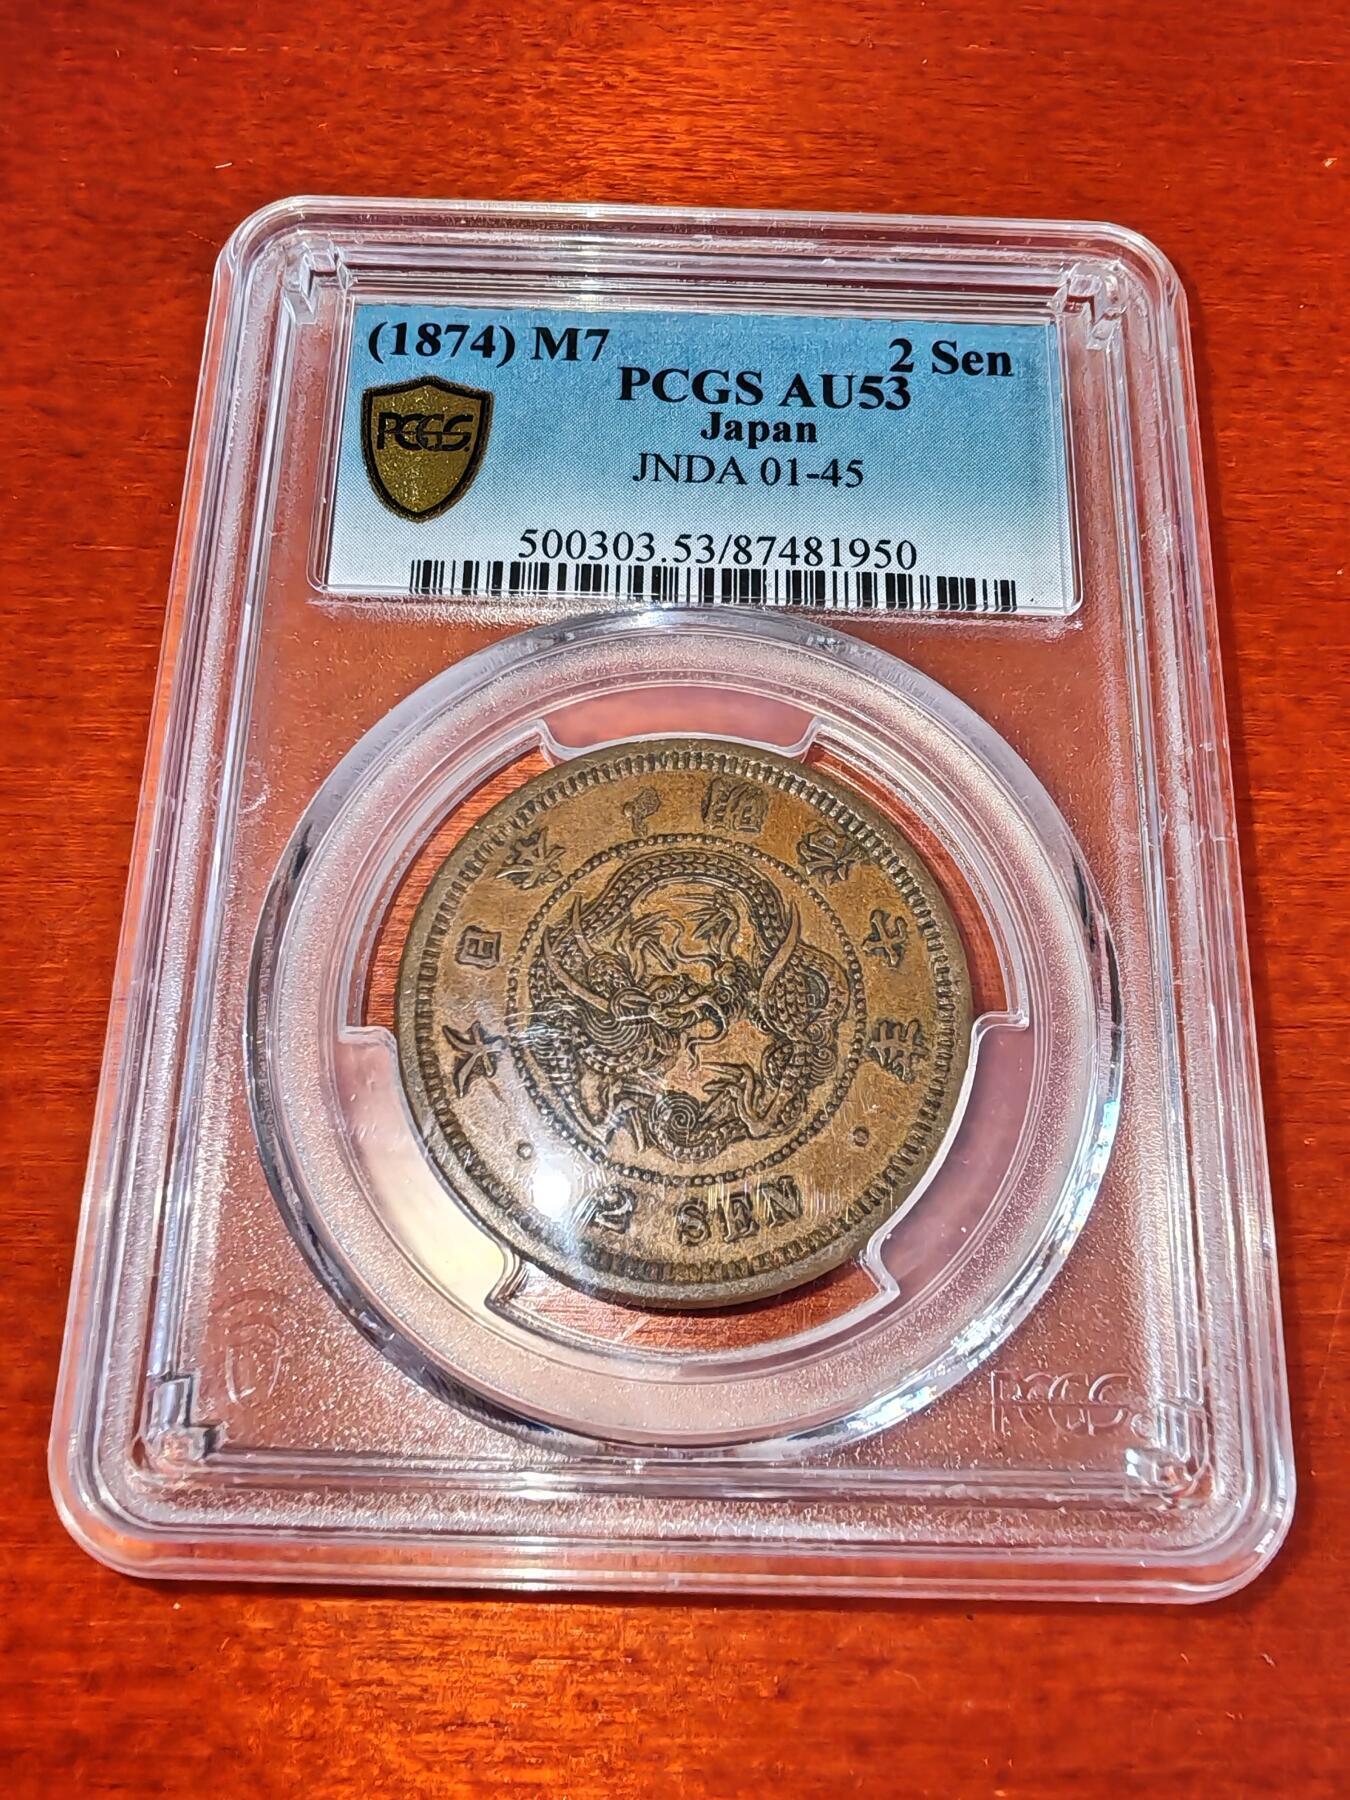 (1874) M7
2 Sen
PCGS AU53
Japan
PCGS
JNDA 01-45
500303.53/87481950
大日本 明治七年
2 SEN
PCGS